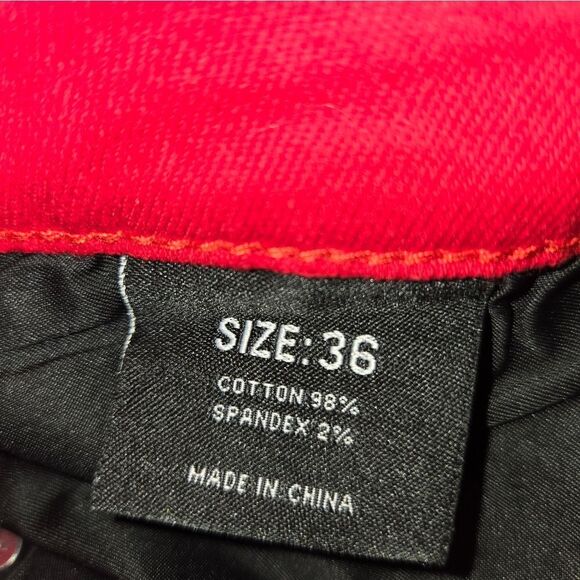 SIZE: 36
COTTON 98%
SPANDEX 2%
MADE IN CHINA